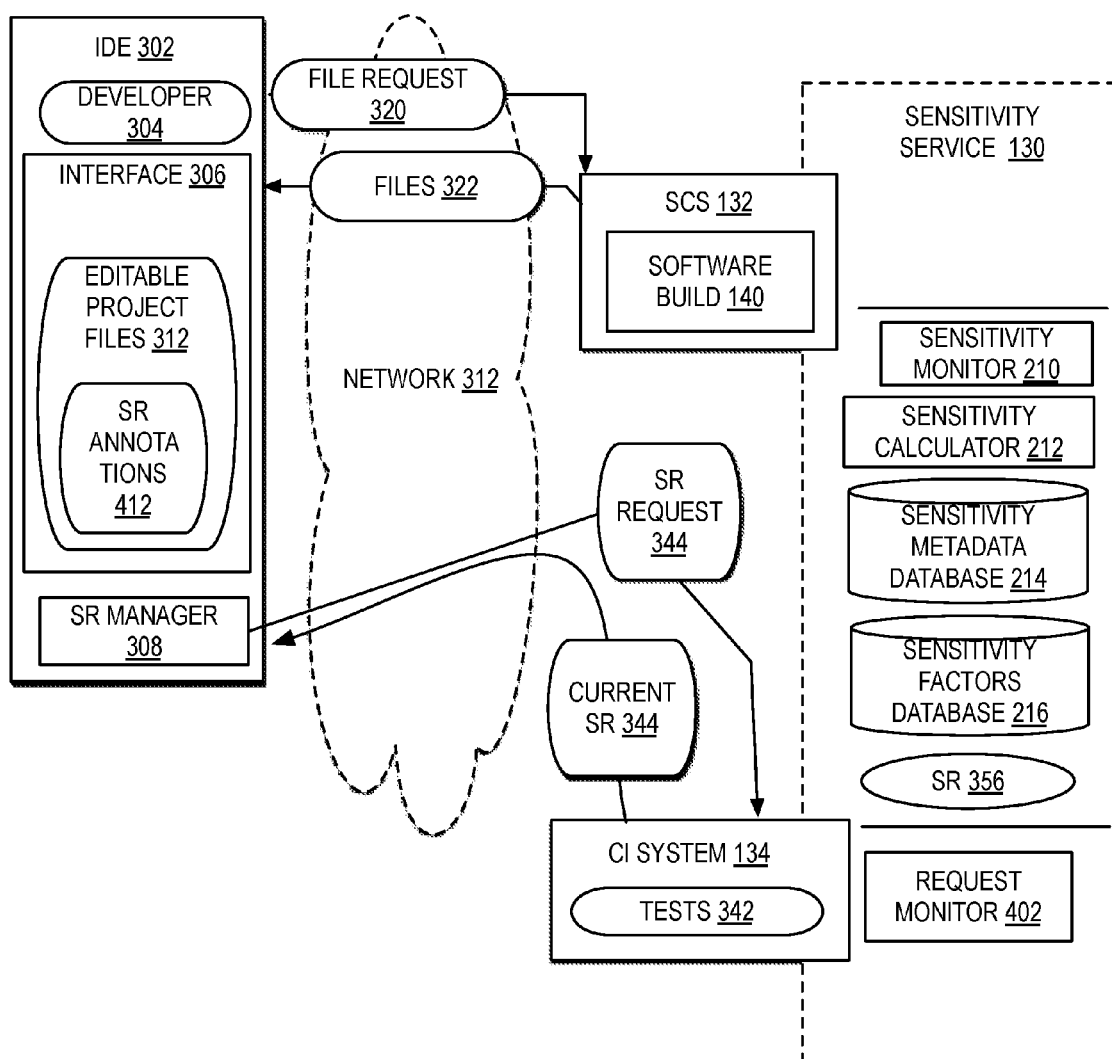 IDE 302
DEVELOPER
304
INTERFACE 306
EDITABLE
PROJECT
FILES 312
SR
ANNOTA
TIONS
412
SR MANAGER
308
FILE REQUEST
320
FILES 322
NETWORK 312
SCS 132
SOFTWARE
BUILD 140
SR
REQUEST
344
CURRENT
SR 344
CI SYSTEM 134
TESTS 342
SENSITIVITY
SERVICE 130
SENSITIVITY
MONITOR 210
SENSITIVITY
CALCULATOR 212
SENSITIVITY
METADATA
DATABASE 214
SENSITIVITY
FACTORS
DATABASE 216
SR 356
REQUEST
MONITOR 402